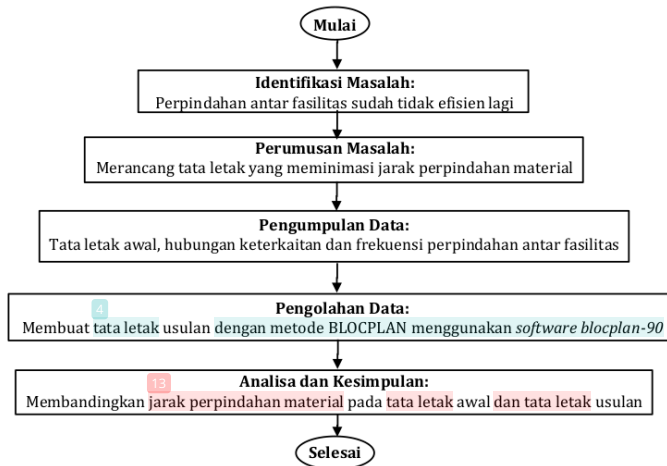 Mulai
Identifikasi Masalah:
Perpindahan antar fasilitas sudah tidak efisien lagi
Perumusan Masalah:
Merancang tata letak yang meminimasi jarak perpindahan material
Pengumpulan Data:
Tata letak awal, hubungan keterkaitan dan frekuensi perpindahan antar fasilitas
4
Pengolahan Data:
Membuat tata letak usulan dengan metode BLOCPLAN menggunakan software blocplan-90
13
Analisa dan Kesimpulan:
Membandingkan jarak perpindahan material pada tata letak awal dan tata letak usulan
Selesai